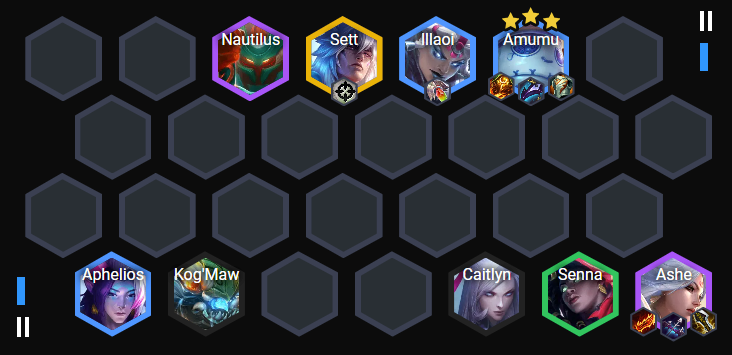 Nautilus
Sett
Illaoi
Amumu
Aphelios
Kog'Maw
Caitlyn
Senna
Ashe